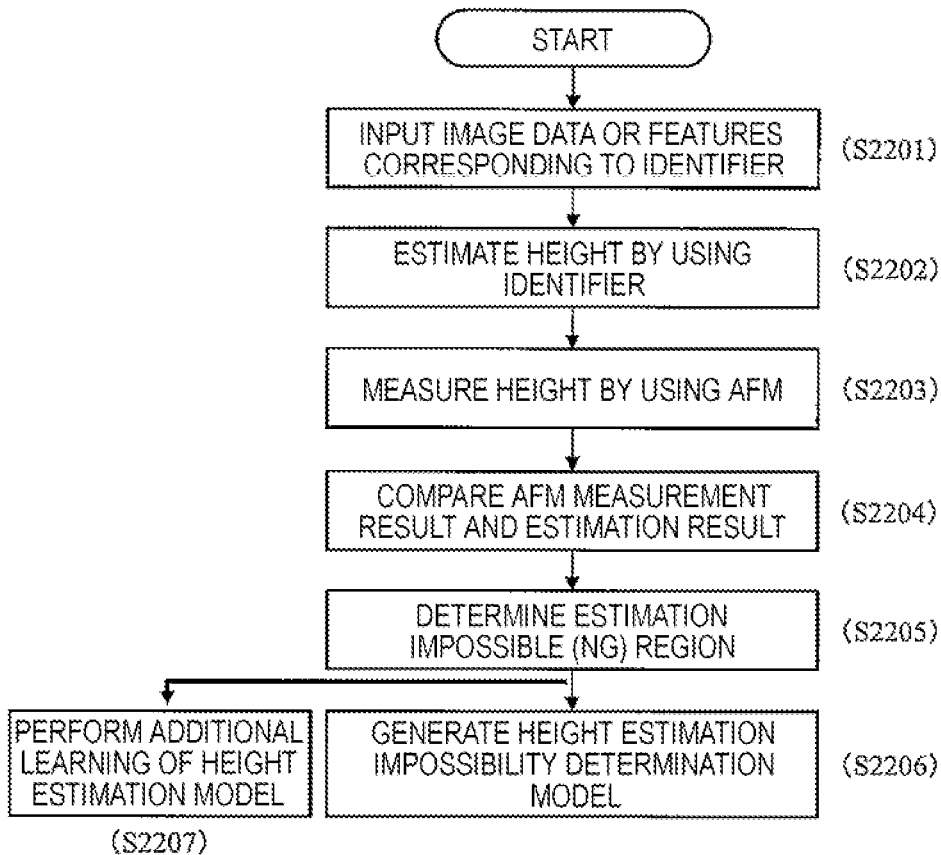 START
INPUT IMAGE DATA OR FEATURES
CORRESPONDING TO IDENTIFIER
(S2201)
ESTIMATE HEIGHT BY USING
IDENTIFIER
(S2202)
MEASURE HEIGHT BY USING AFM
(S2203)
COMPARE AFM MEASUREMENT
RESULT AND ESTIMATION RESULT
(S2204)
DETERMINE ESTIMATION
IMPOSSIBLE (NG) REGION
(S2205)
PERFORM ADDITIONAL
LEARNING OF HEIGHT
ESTIMATION MODEL
(S2207)
GENERATE HEIGHT ESTIMATION
IMPOSSIBILITY DETERMINATION
MODEL
(S2206)